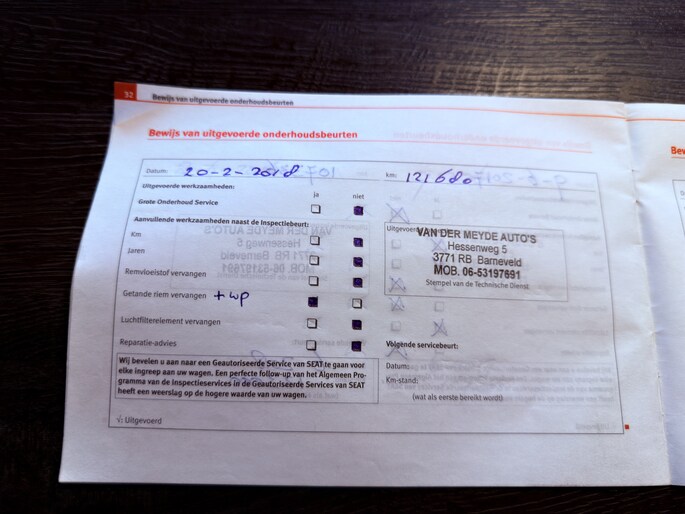 32 Bewijs van uitgevoerde onderhoudsbeurten
Bewijs van uitgevoerde onderhoudsbeurten
Datum: 20-2-2018 km: 121680
Uitgevoerde werkzaamheden: ja niet
Grote Onderhoud Service
Aanvullende werkzaamheden naast de Inspectiebeurt:
Km
Jaren
Remvloeistof vervangen
Getande riem vervangen + wp
Luchtfilterelement vervangen
Reparatie-advies
Wij bevelen u aan naar een Geautoriseerde Service van SEAT te gaan voor
elke ingreep aan uw wagen. Een perfecte follow-up van het Algemeen Pro-
gramma van de Inspectieservices in de Geautoriseerde Services van SEAT
heeft een weerslag op de hogere waarde van uw wagen.
√: Uitgevoerd
VAN DER MEYDE AUTO'S
Hessenweg 5
3771 RB Barneveld
MOB. 06-53197691
Stempel van de Technische Dienst
Volgende servicebeurt:
Datum:
Km-stand:
(wat als eerste bereikt wordt)